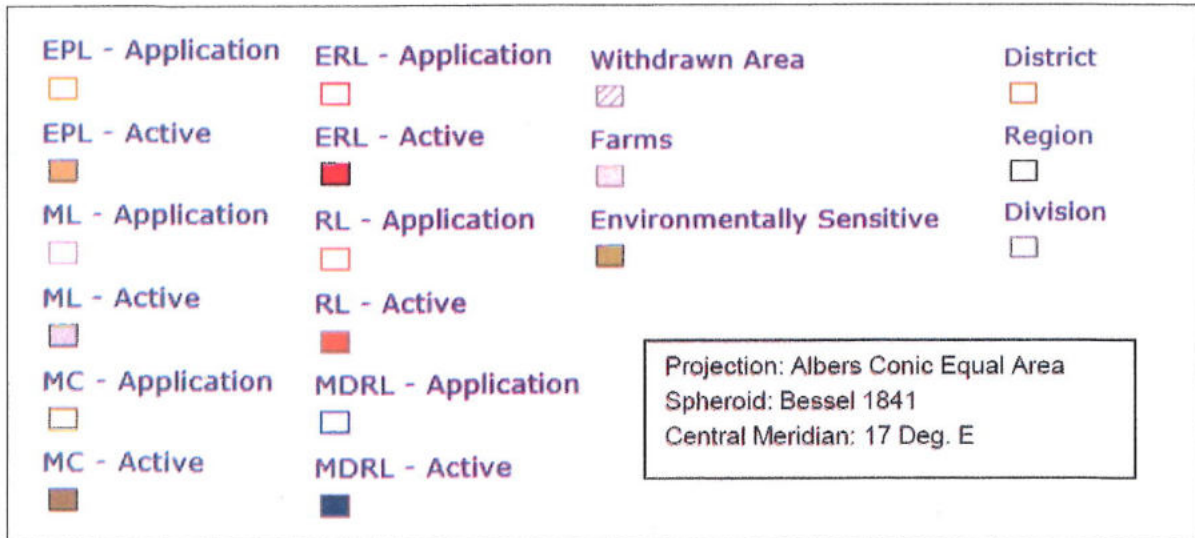 EPL - Application
EPL - Active
ML - Application
ML - Active
MC - Application
MC - Active
ERL - Application
ERL - Active
RL - Application
RL - Active
MDRL - Application
MDRL - Active
Withdrawn Area
Farms
Environmentally Sensitive
District
Region
Division
Projection: Albers Conic Equal Area
Spheroid: Bessel 1841
Central Meridian: 17 Deg. E